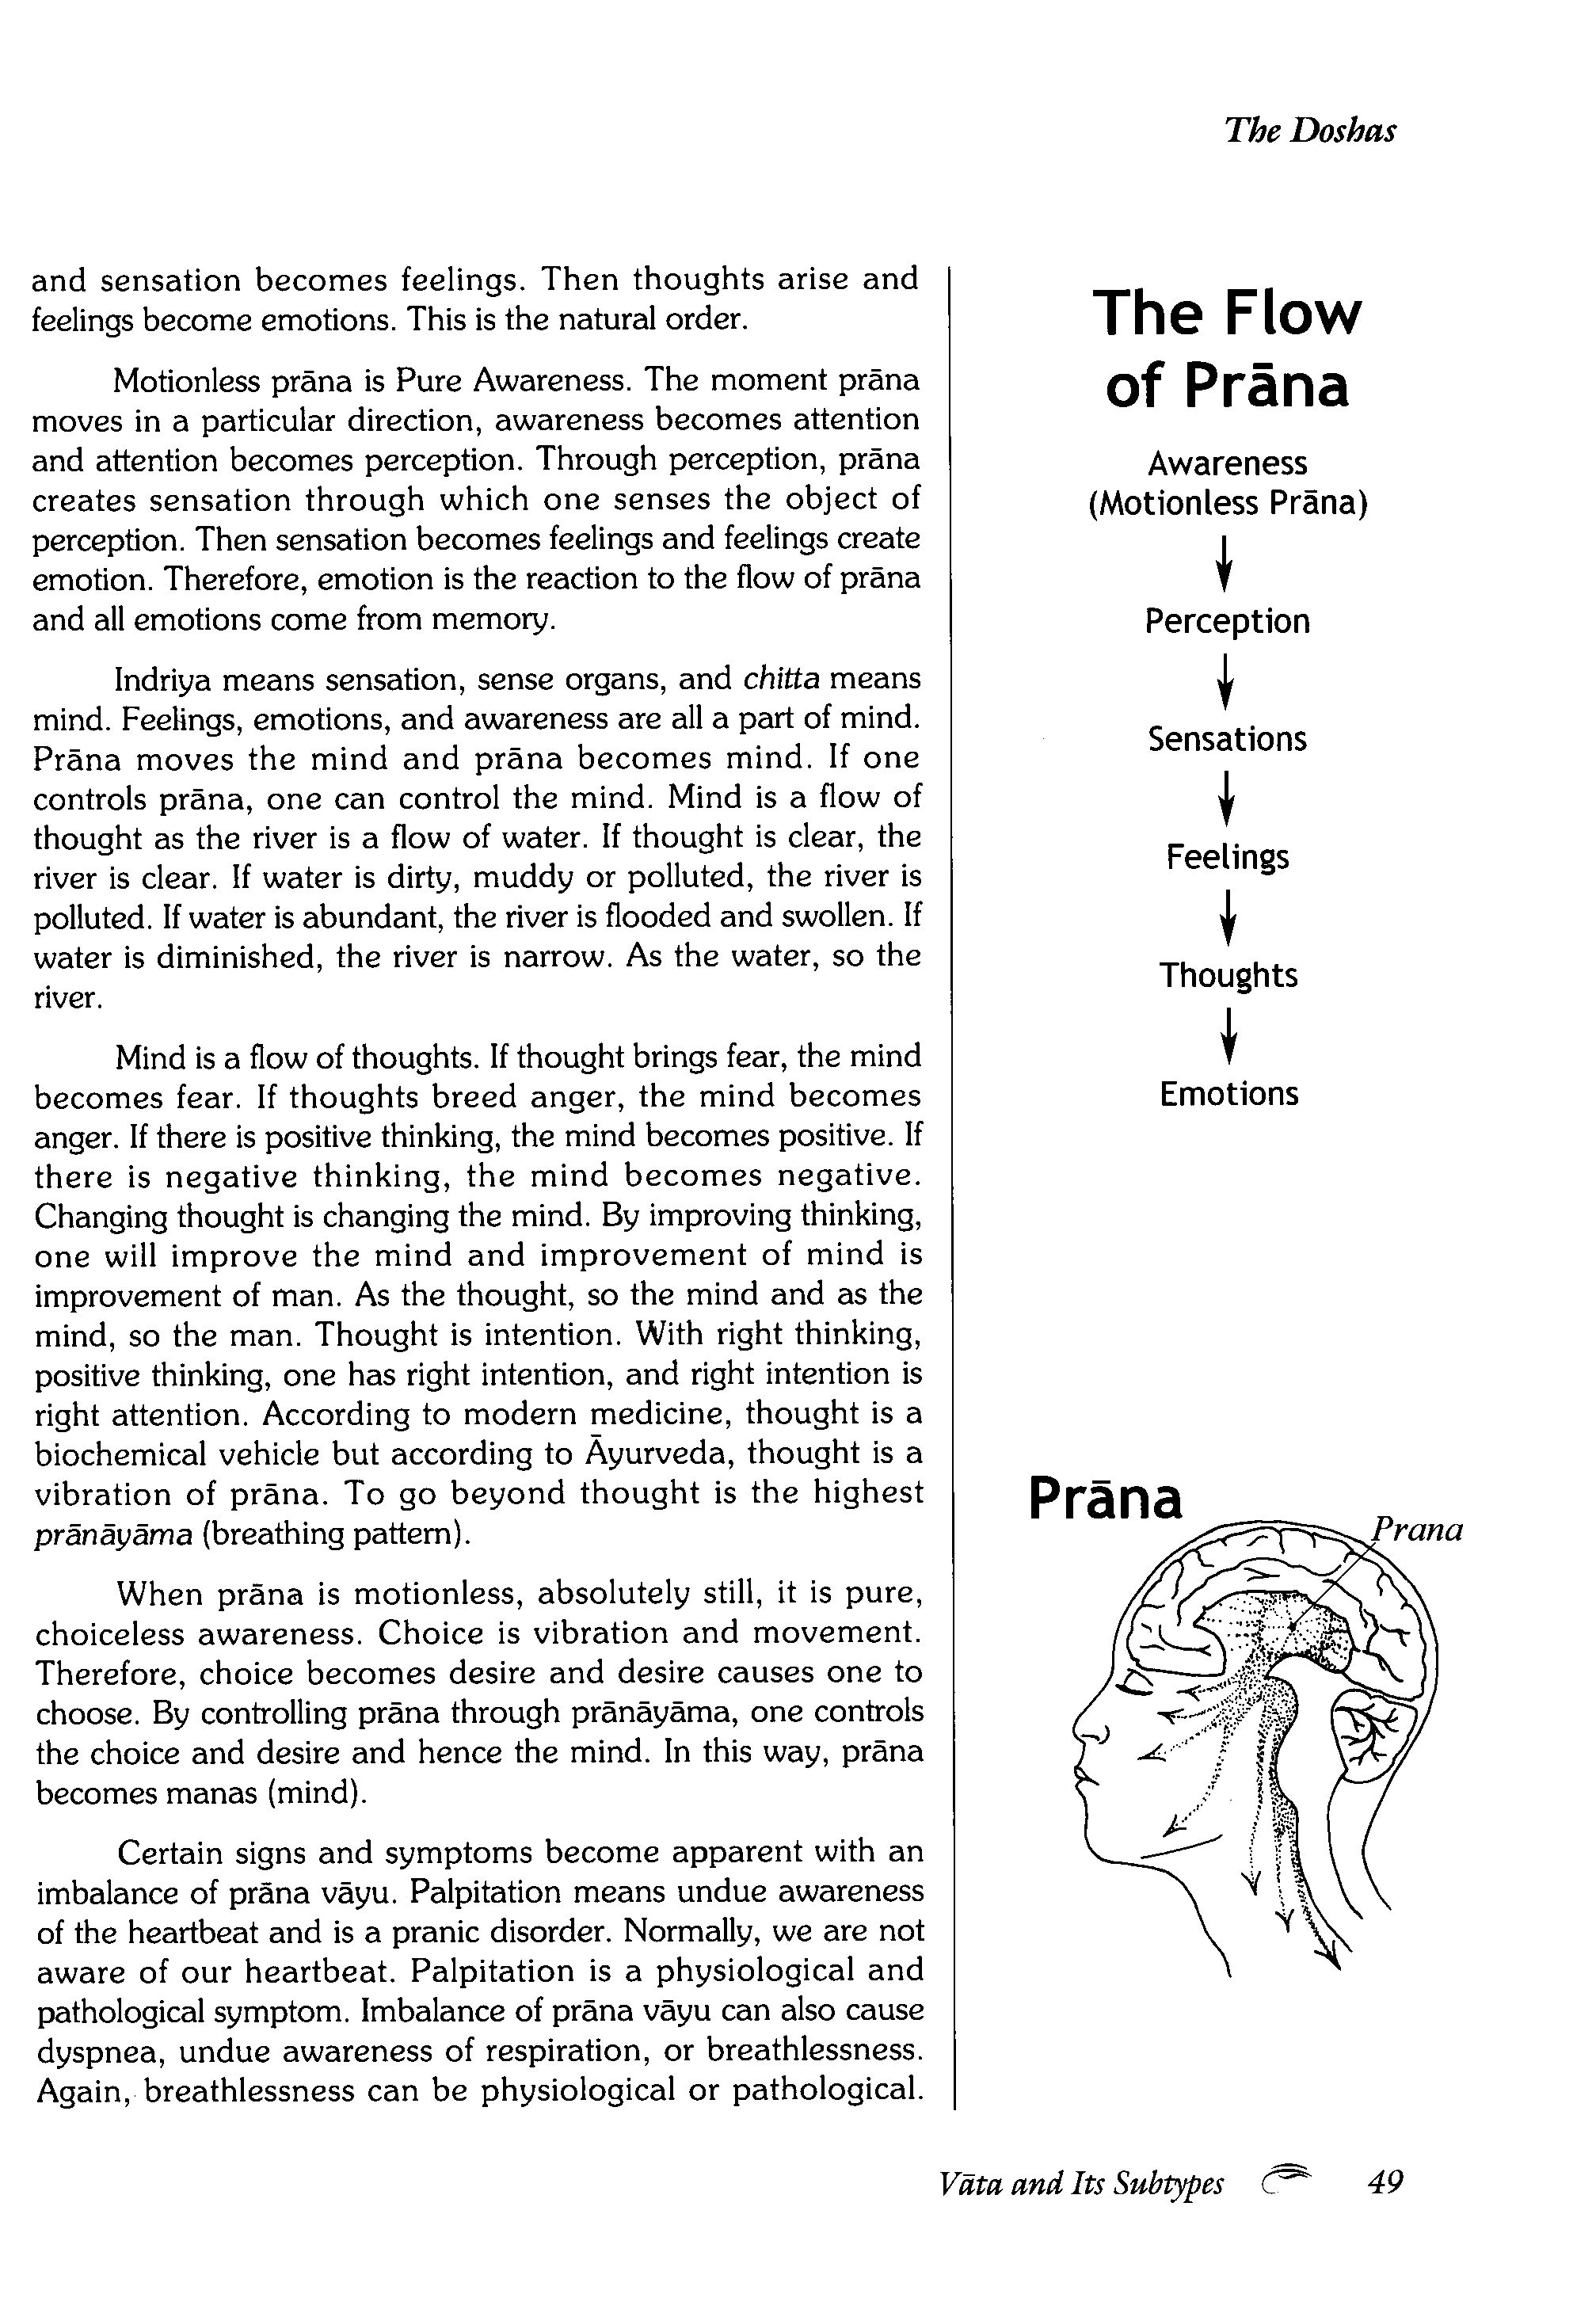 The Doshas
and sensation becomes feelings. Then thoughts arise and
feelings become emotions. This is the natural order.
Motionless prāna is Pure Awareness. The moment prāna
moves in a particular direction, awareness becomes attention
and attention becomes perception. Through perception, prāna
creates sensation through which one senses the object of
perception. Then sensation becomes feelings and feelings create
emotion. Therefore, emotion is the reaction to the flow of prāna
and all emotions come from memory.
Indriya means sensation, sense organs, and chitta means
mind. Feelings, emotions, and awareness are all a part of mind.
Prāna moves the mind and prāna becomes mind. If one
controls prāna, one can control the mind. Mind is a flow of
thought as the river is a flow of water. If thought is clear, the
river is clear. If water is dirty, muddy or polluted, the river is
polluted. If water is abundant, the river is flooded and swollen. If
water is diminished, the river is narrow. As the water, so the
river.
Mind is a flow of thoughts. If thought brings fear, the mind
becomes fear. If thoughts breed anger, the mind becomes
anger. If there is positive thinking, the mind becomes positive. If
there is negative thinking, the mind becomes negative.
Changing thought is changing the mind. By improving thinking,
one will improve the mind and improvement of mind is
improvement of man. As the thought, so the mind and as the
mind, so the man. Thought is intention. With right thinking,
positive thinking, one has right intention, and right intention is
right attention. According to modern medicine, thought is a
biochemical vehicle but according to Āyurveda, thought is a
vibration of prāna. To go beyond thought is the highest
prānāyāma (breathing pattern).
When prāna is motionless, absolutely still, it is pure,
choiceless awareness. Choice is vibration and movement.
Therefore, choice becomes desire and desire causes one to
choose. By controlling prāna through prānāyāma, one controls
the choice and desire and hence the mind. In this way, prāna
becomes manas (mind).
Certain signs and symptoms become apparent with an
imbalance of prāna vāyu. Palpitation means undue awareness
of the heartbeat and is a pranic disorder. Normally, we are not
aware of our heartbeat. Palpitation is a physiological and
pathological symptom. Imbalance of prāna vāyu can also cause
dyspnea, undue awareness of respiration, or breathlessness.
Again, breathlessness can be physiological or pathological.
The Flow
of Prāna
Awareness
(Motionless Prāna)
Perception
Sensations
Feelings
Thoughts
Emotions
Prāna
Prana
Vāta and Its Subtypes 49